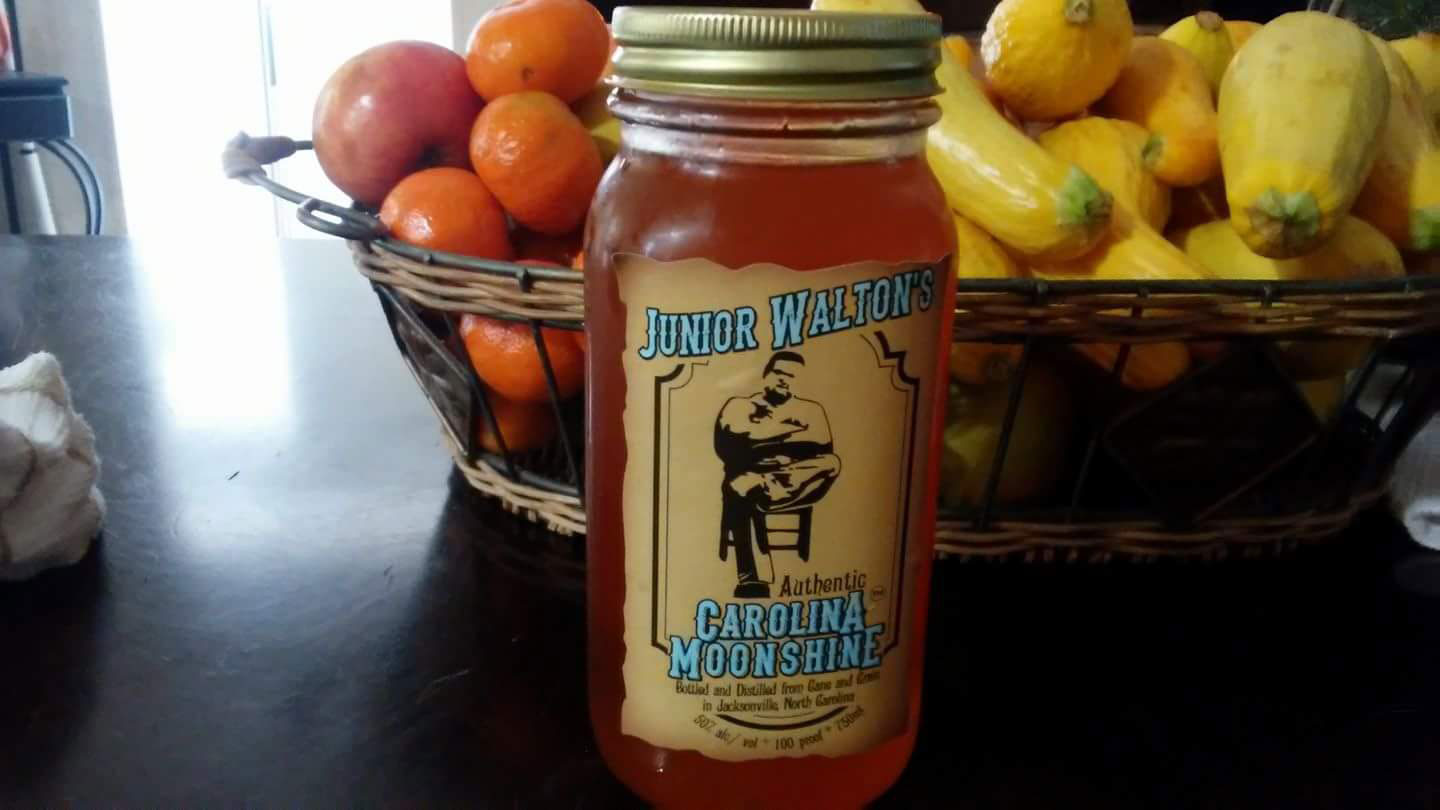 Junior Walton's
Authentic
Carolina
TM
Moonshine
Bottled and Distilled from Cane and Grain
in Jacksonville, North Carolina
50% alc/ vol * 100 proof * 750ml